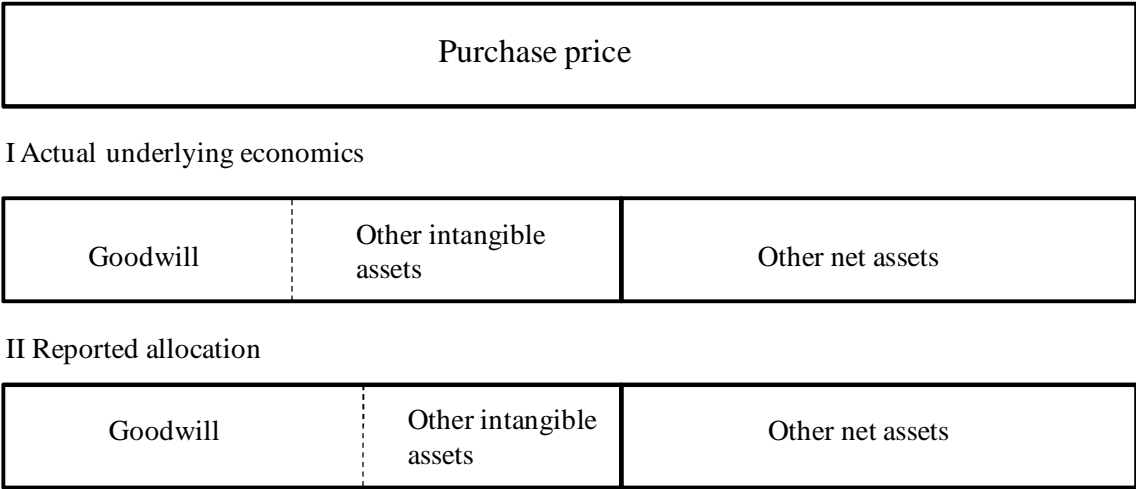 Purchase price
I Actual underlying economics
Goodwill
Other intangible
assets
Other net assets
II Reported allocation
Goodwill
Other intangible
assets
Other net assets